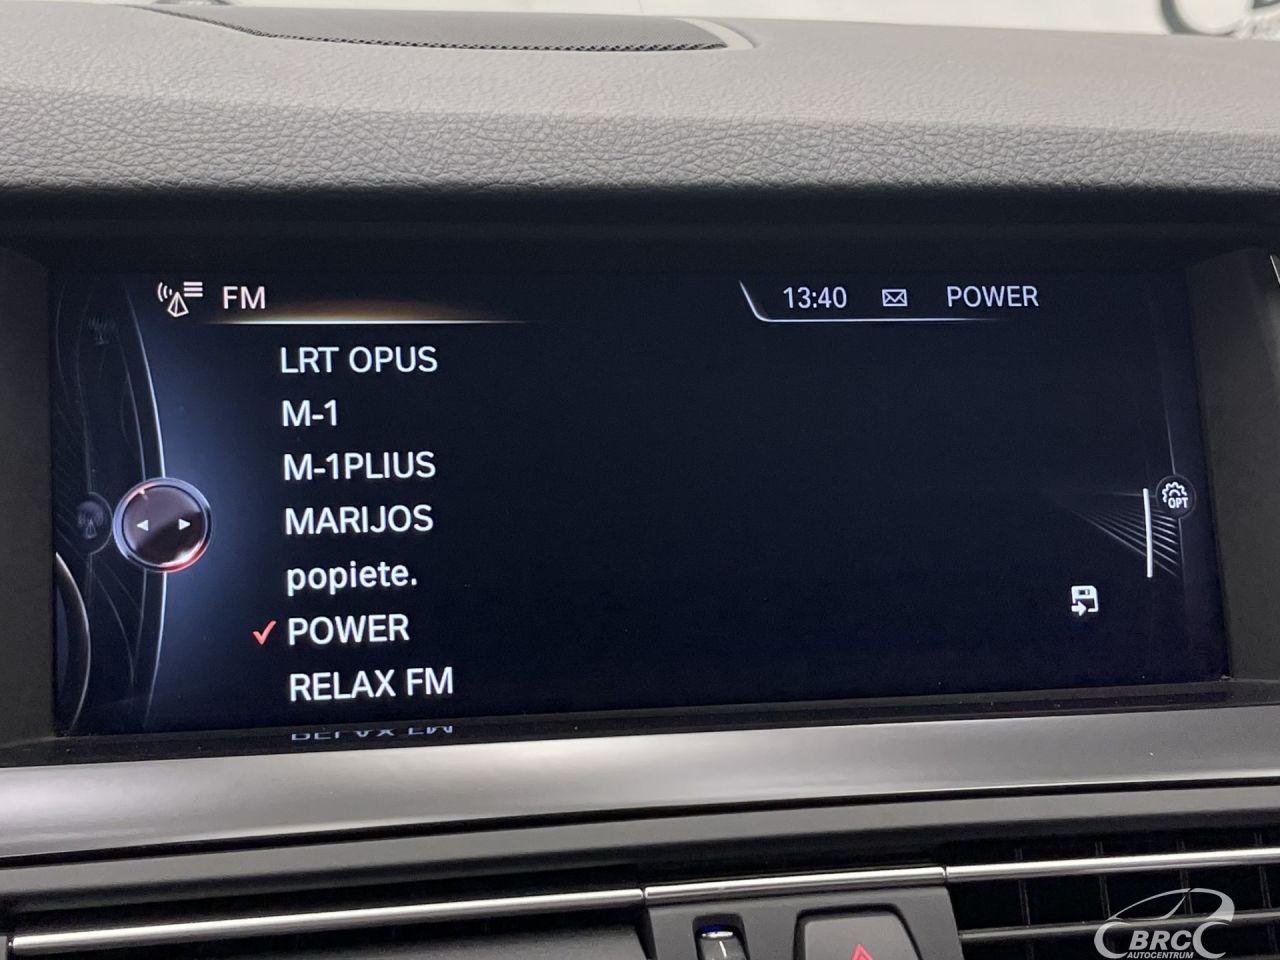 FM
13:40
POWER
LRT OPUS
M-1
M-1PLIUS
MARIJOS
popiete.
POWER
RELAX FM
OPT
BRC
AUTOCENTRUM